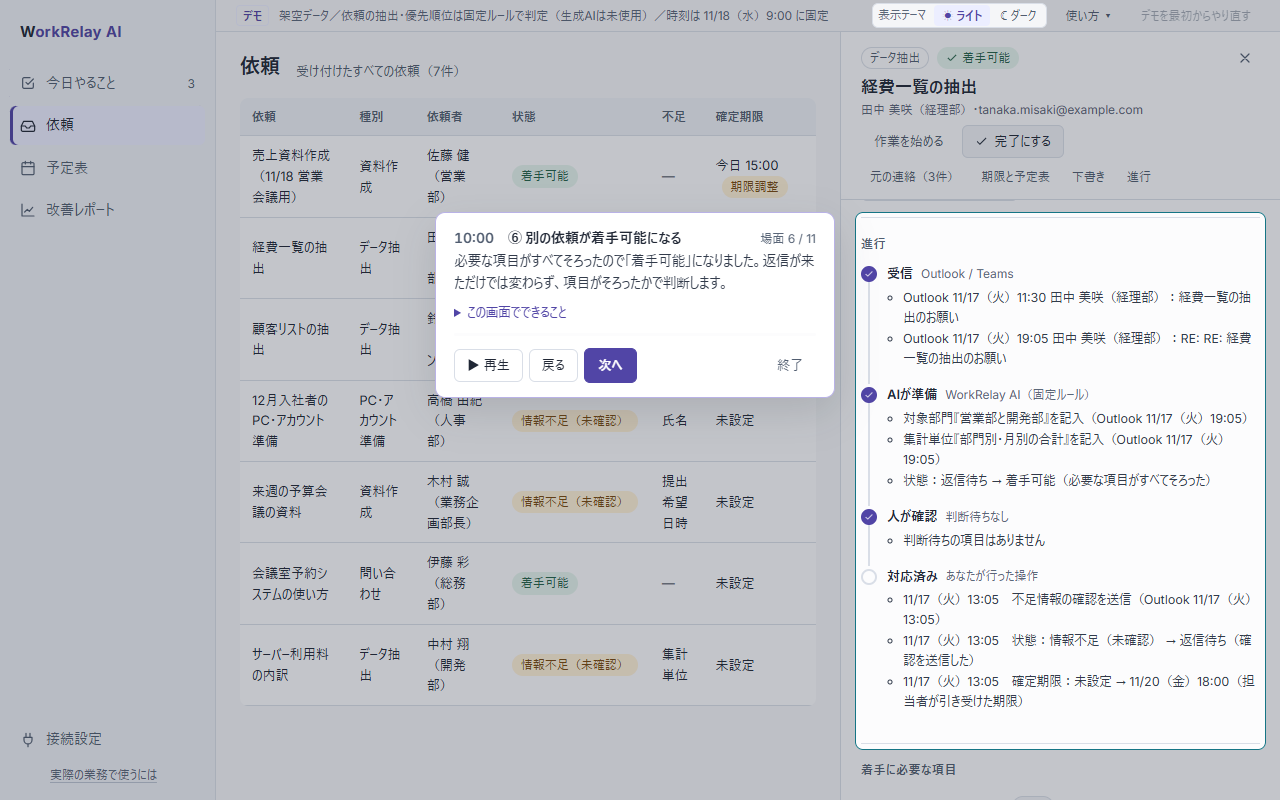 WorkRelay AI
今日やること 3
依頼
予定表
改善レポート
接続設定
実際の業務で使うには
デモ 架空データ／依頼の抽出・優先順位は固定ルールで判定（生成AIは未使用）／時刻は 11/18（水）9:00 に固定
表示テーマ ライト ダーク 使い方 ▾ デモを最初からやり直す
依頼 受け付けたすべての依頼（7件）
依頼 種別 依頼者 状態 不足 確定期限
売上資料作成
（11/18 営業
会議用）
資料作
成
佐藤 健
（営業
部）
着手可能
—
今日 15:00
期限調整
経費一覧の抽
出
データ抽
出
顧客リストの抽
出
データ抽
出
12月入社者の
PC・アカウント
準備
PC・ア
カウント
準備
高橋 由紀
（人事
部）
情報不足（未確認）
氏名
未設定
来週の予算会
議の資料
資料作
成
木村 誠
（業務企
画部長）
情報不足（未確認）
提出
希望
日時
未設定
会議室予約シ
ステムの使い方
問い合
わせ
伊藤 彩
（総務
部）
着手可能
—
未設定
サーバー利用料
の内訳
データ抽
出
中村 翔
（開発
部）
情報不足（未確認）
集計
単位
未設定
10:00 ⑥ 別の依頼が着手可能になる 場面 6 / 11
必要な項目がすべてそろったので「着手可能」になりました。返信が来
ただけでは変わらず、項目がそろったかで判断します。
▶ この画面でできること
▶ 再生 戻る 次へ 終了
データ抽出 着手可能
経費一覧の抽出
田中 美咲（経理部）・tanaka.misaki@example.com
作業を始める 完了にする
元の連絡（3件） 期限と予定表 下書き 進行
進行
受信 Outlook / Teams
Outlook 11/17（火）11:30 田中 美咲（経理部）：経費一覧の抽
出のお願い
Outlook 11/17（火）19:05 田中 美咲（経理部）：RE: RE: 経費
一覧の抽出のお願い
AIが準備 WorkRelay AI（固定ルール）
対象部門『営業部と開発部』を記入（Outlook 11/17（火）19:05）
集計単位『部門別・月別の合計』を記入（Outlook 11/17（火）
19:05）
状態：返信待ち → 着手可能（必要な項目がすべてそろった）
人が確認 判断待ちなし
判断待ちの項目はありません
対応済み あなたが行った操作
11/17（火）13:05 不足情報の確認を送信（Outlook 11/17（火）
13:05）
11/17（火）13:05 状態：情報不足（未確認） → 返信待ち（確
認を送信した）
11/17（火）13:05 確定期限：未設定 → 11/20（金）18:00（担
当者が引き受けた期限）
着手に必要な項目